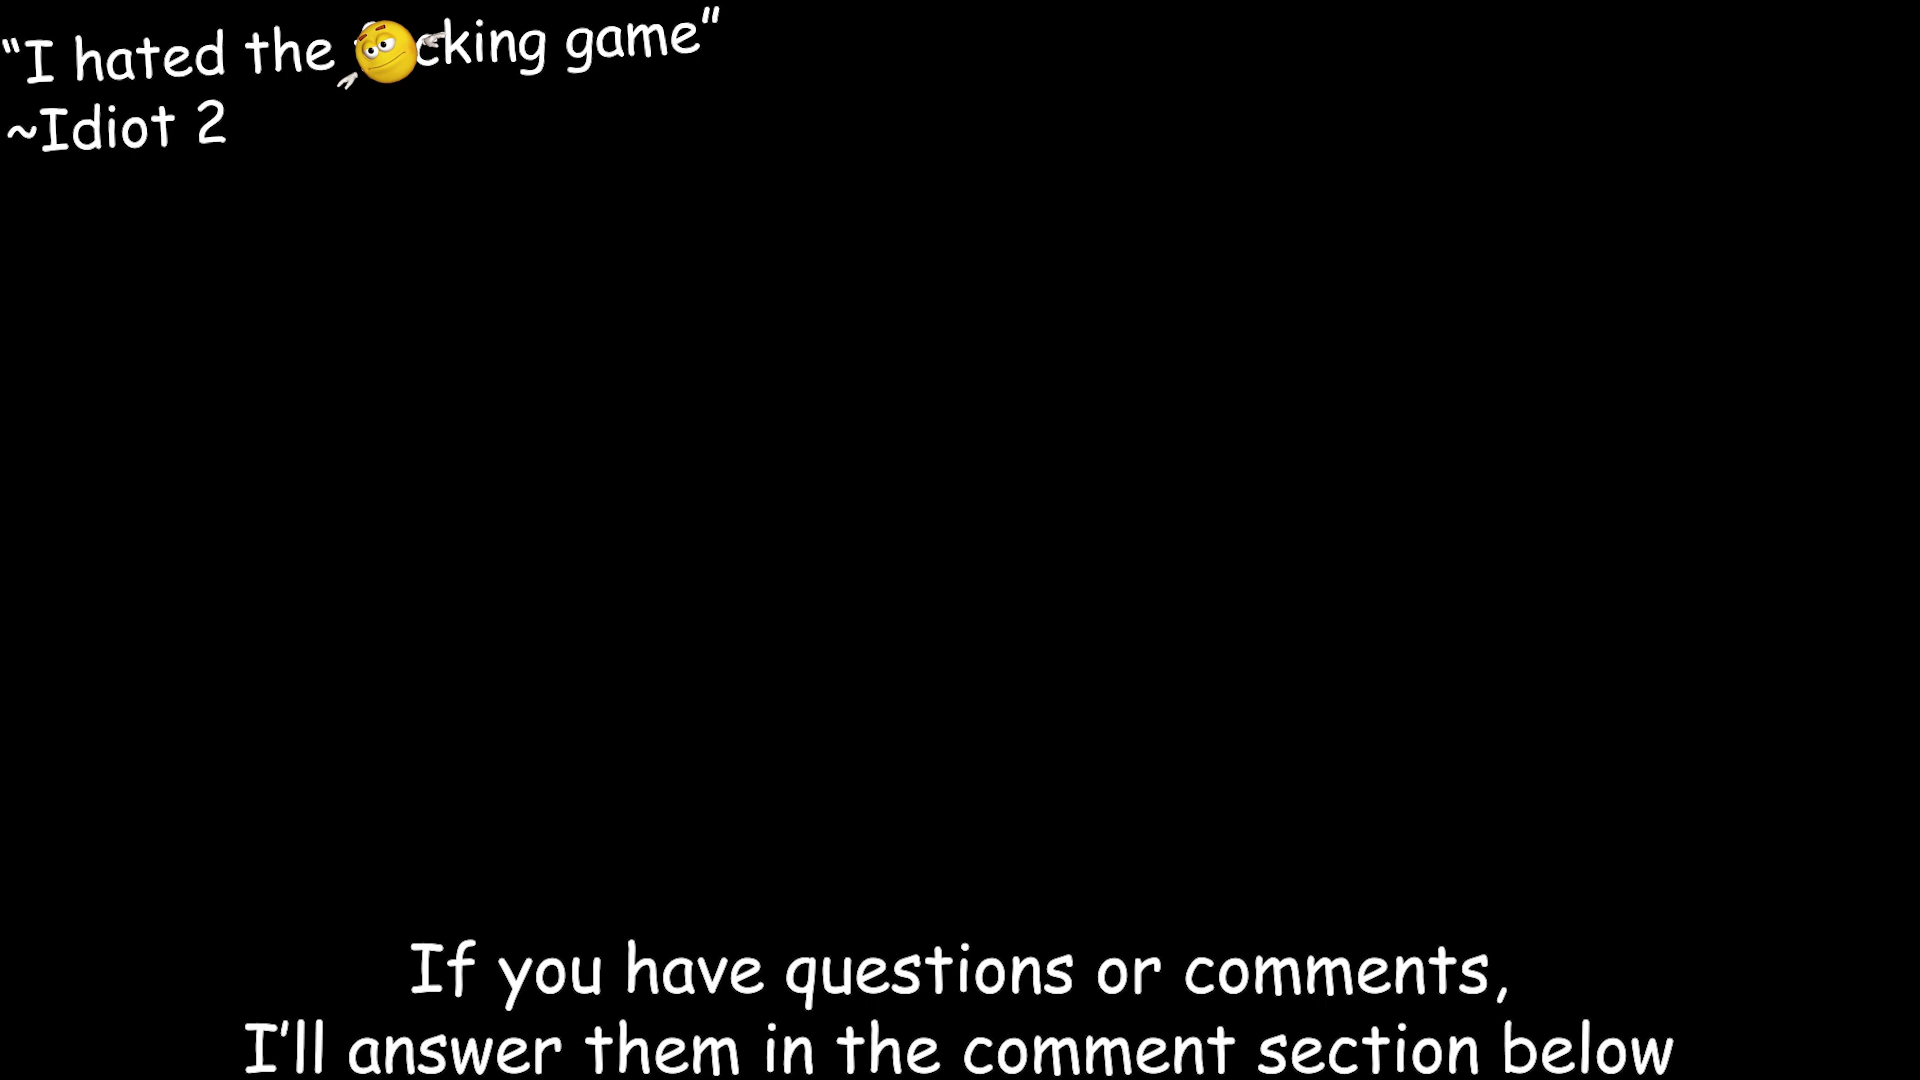 "I hated the cking game"
~Idiot 2
If you have questions or comments,
I'll answer them in the comment section below